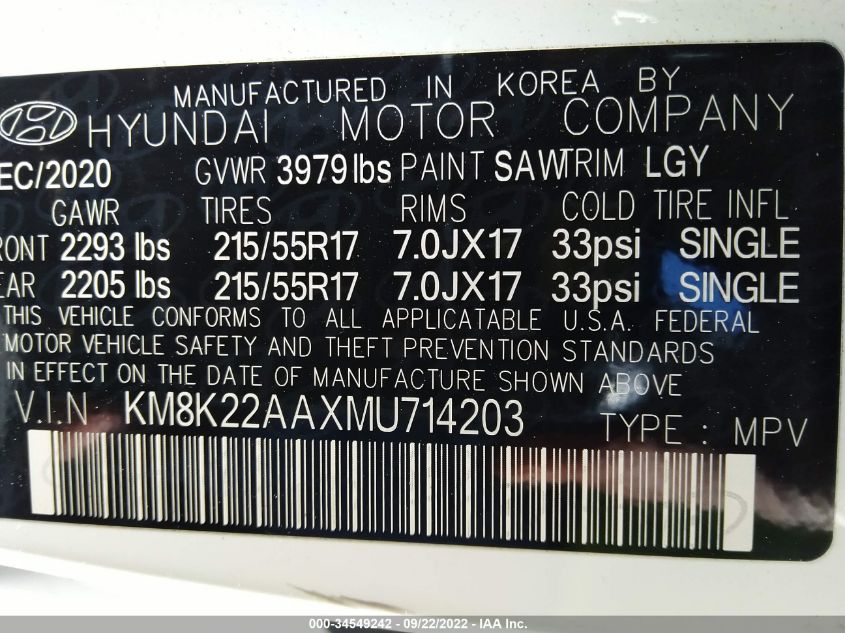 MANUFACTURED IN KOREA BY
HYUNDAI MOTOR COMPANY
EC/2020 GVWR 3979lbs PAINT SAW TRIM LGY
GAWR TIRES RIMS COLD TIRE INFL
RONT 2293 lbs 215/55R17 7.0JX17 33psi SINGLE
EAR 2205 lbs 215/55R17 7.0JX17 33psi SINGLE
THIS VEHICLE CONFORMS TO ALL APPLICATABLE U.S.A. FEDERAL
MOTOR VEHICLE SAFETY AND THEFT PREVENTION STANDARDS
IN EFFECT ON THE DATE OF MANUFACTURE SHOWN ABOVE
V.I.N KM8K22AAXMU714203 TYPE : MPV
000-34549242 - 09/22/2022 - IAA Inc.